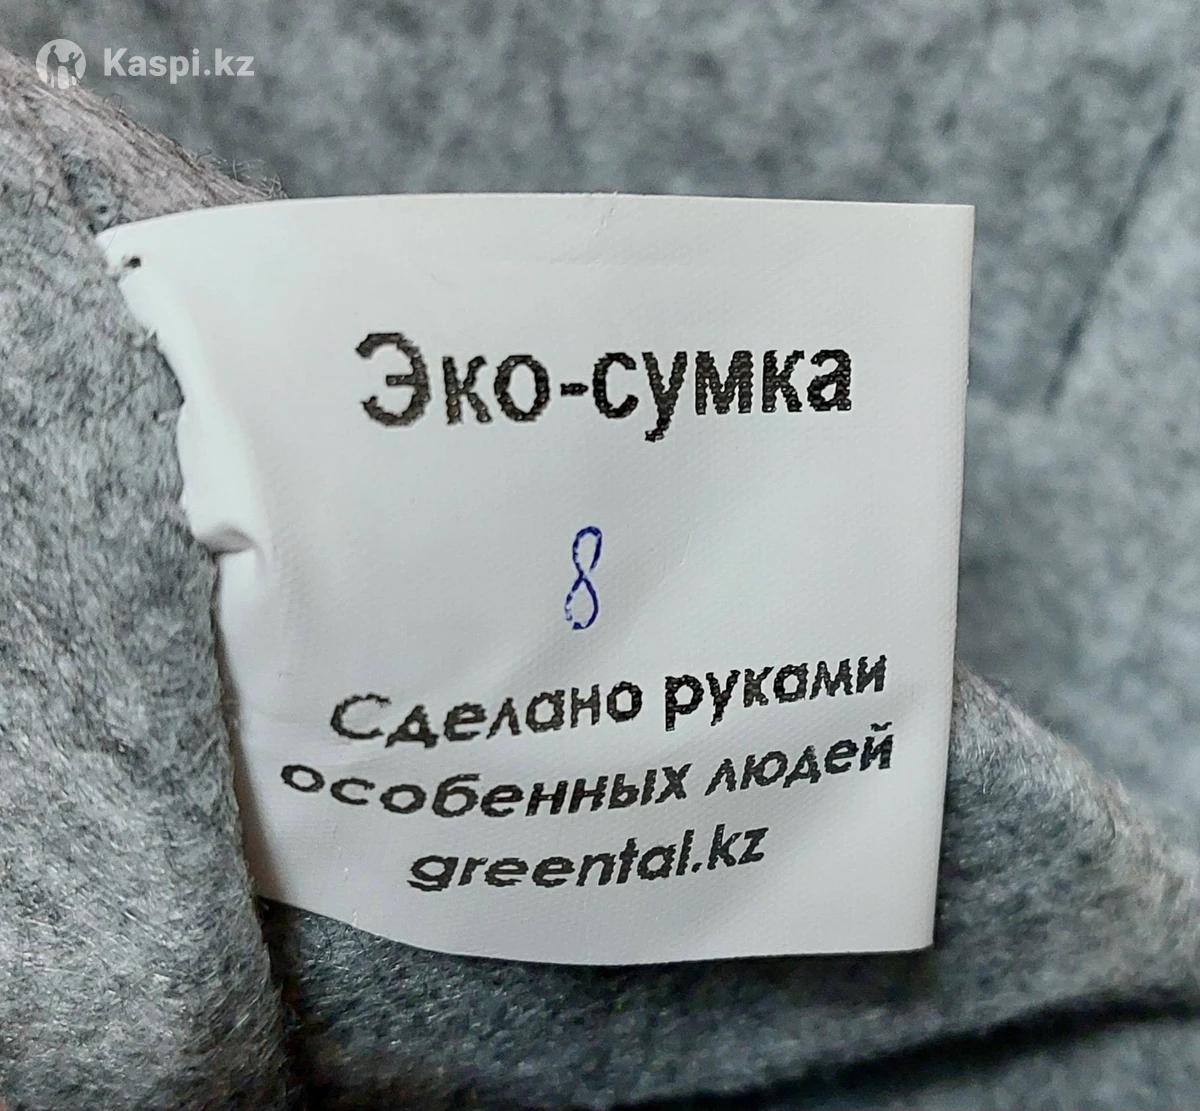 Kaspi.kz
Эко-сумка
8
Сделано руками
особенных людей
greental.kz